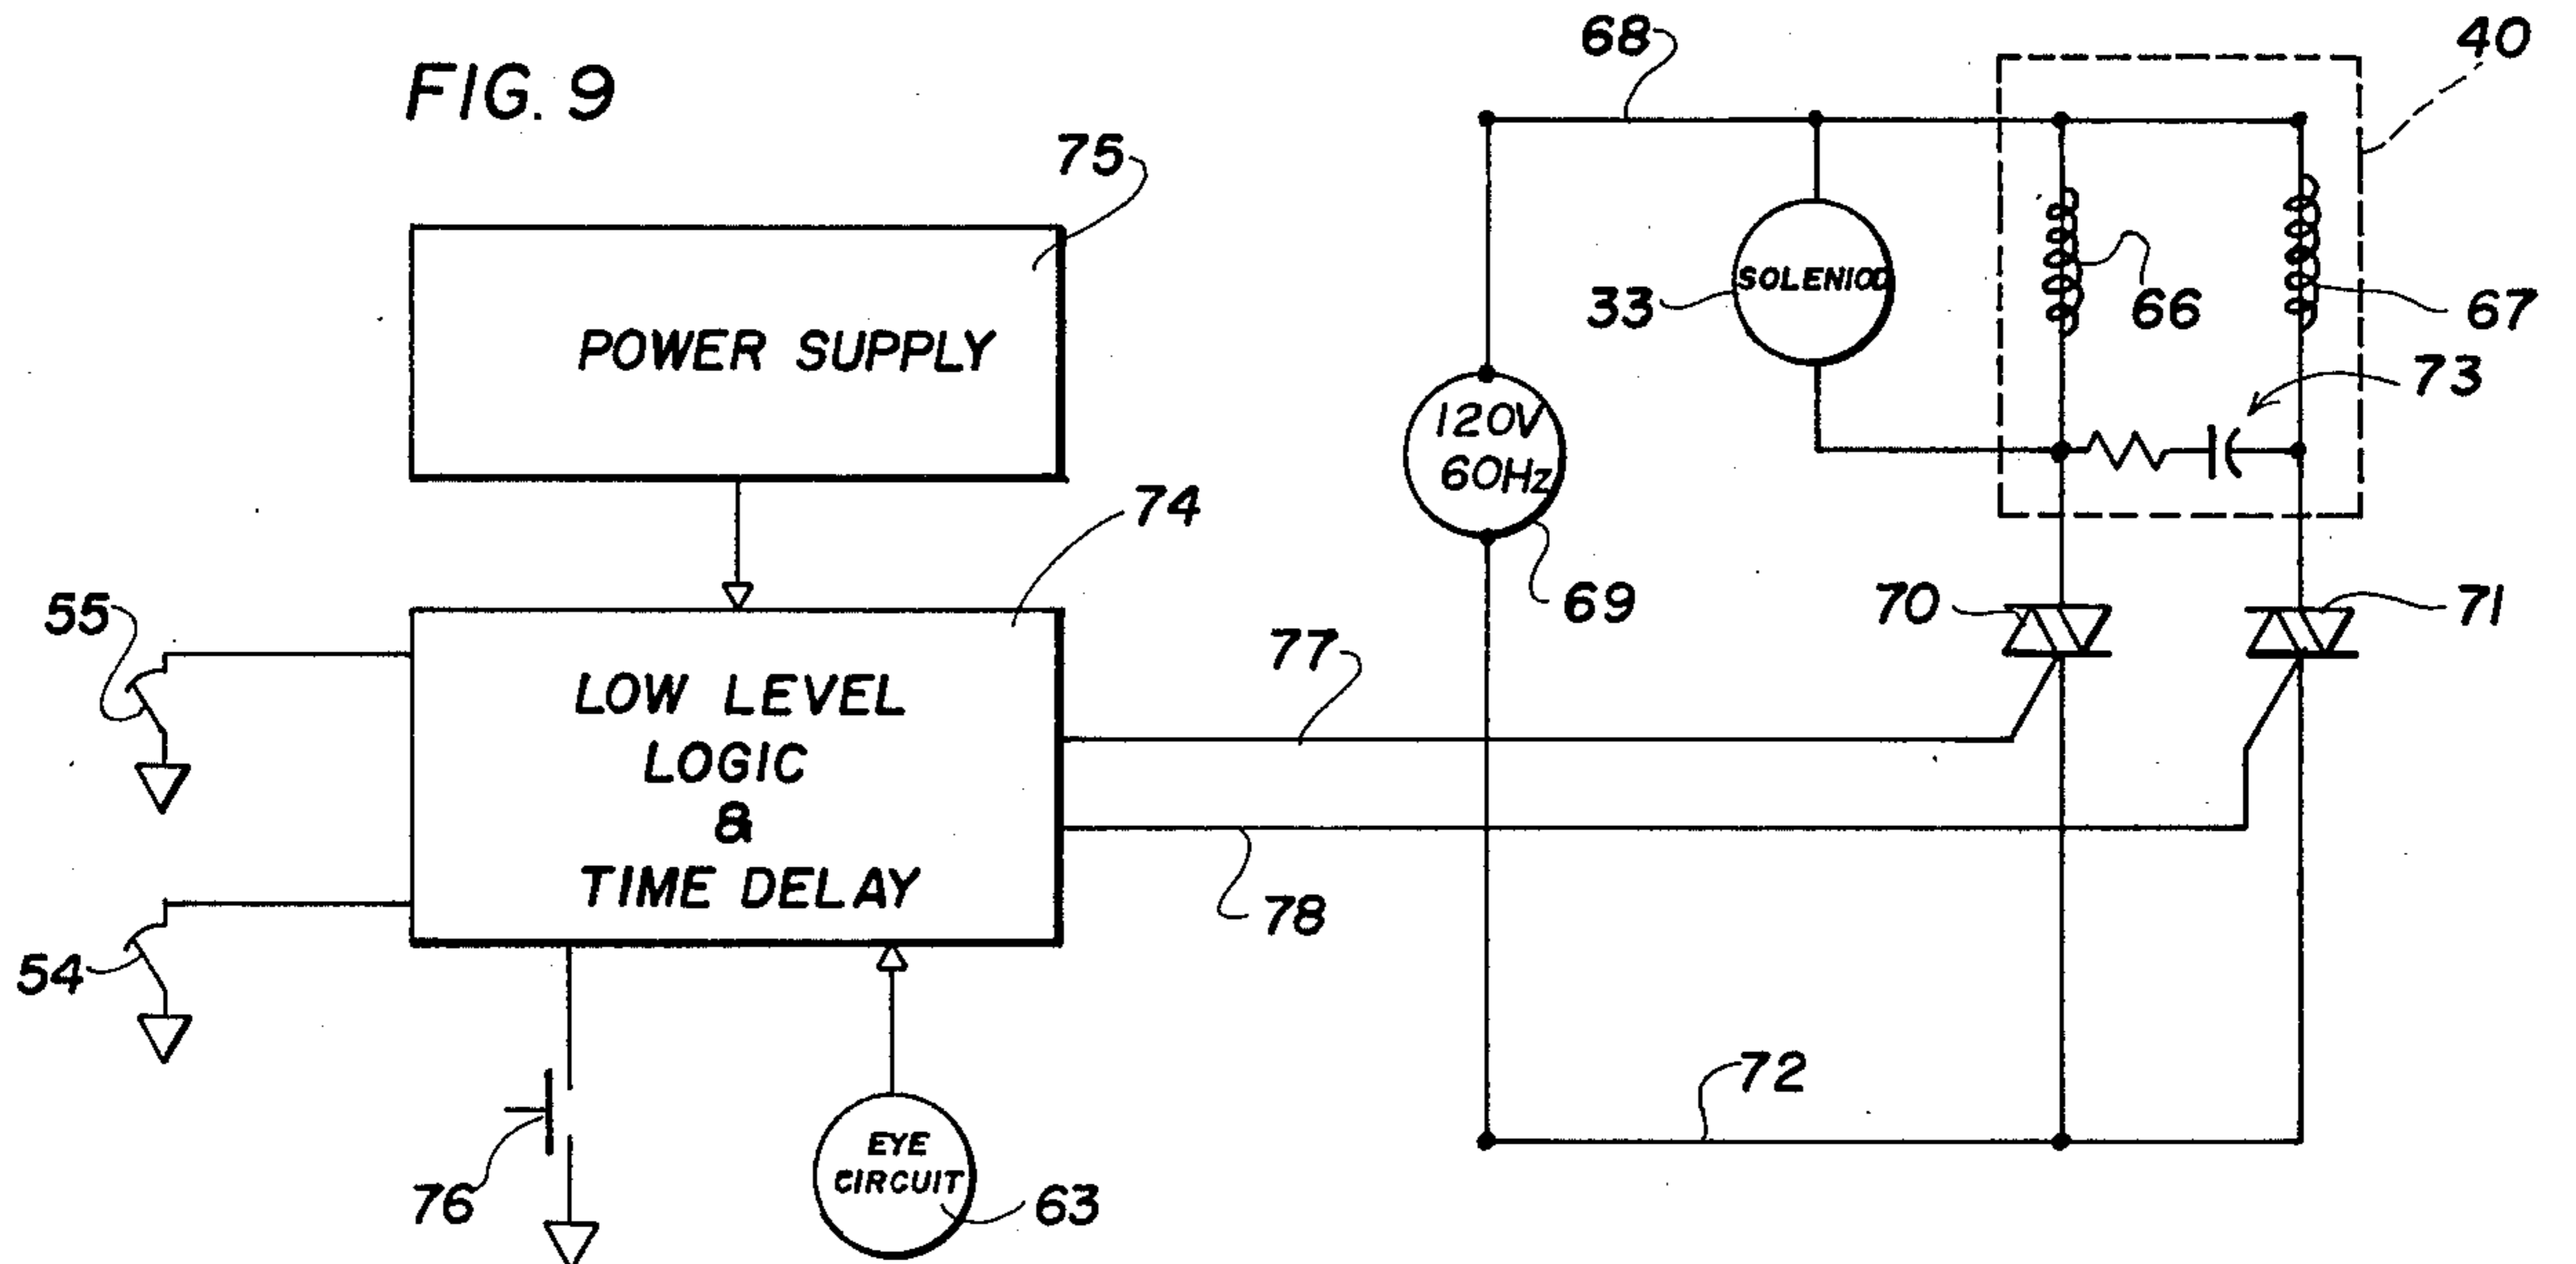 FIG. 9
68
40
75
POWER SUPPLY
SOLENIOD
33
66
67
73
120V
60Hz
69
74
55
LOW LEVEL
LOGIC
&
TIME DELAY
77
70
71
78
54
72
76
EYE
CIRCUIT
63